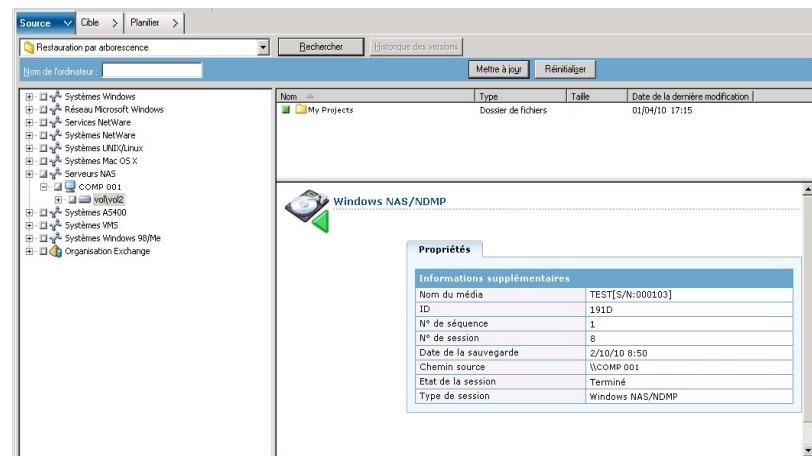 Source Cible Planifier
Restauration par arborescence Rechercher Historique des versions
Nom de l'ordinateur : Mettre à jour Réinitialiser
Systèmes Windows
Réseau Microsoft Windows
Services NetWare
Systèmes NetWare
Systèmes UNIX/Linux
Systèmes Mac OS X
Serveurs NAS
COMP 001
vol\vol2
Systèmes AS400
Systèmes VMS
Systèmes Windows 98/Me
Organisation Exchange
Nom Type Taille Date de la dernière modification
My Projects Dossier de fichiers 01/04/10 17:15
Windows NAS/NDMP
Propriétés
Informations supplémentaires
Nom du média TEST[S/N:000103]
ID 191D
N° de séquence 1
N° de session 8
Date de la sauvegarde 2/10/10 8:50
Chemin source \\COMP 001
Etat de la session Terminé
Type de session Windows NAS/NDMP